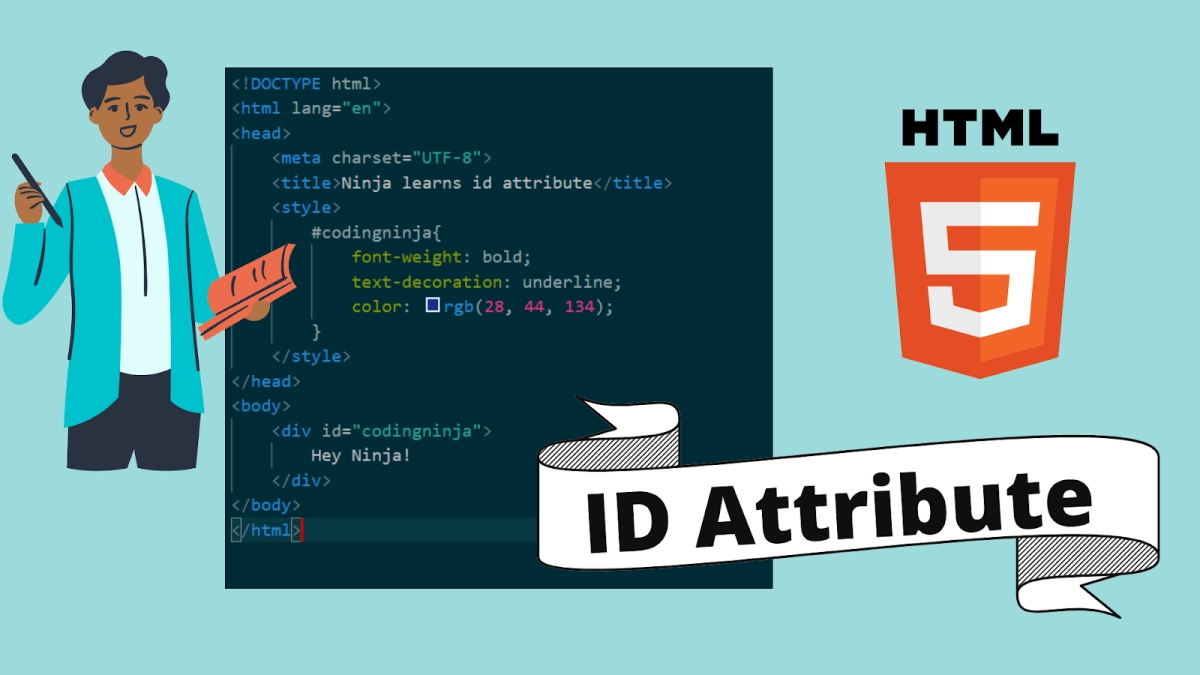 <!DOCTYPE html>
<html lang="en">
<head>
    <meta charset="UTF-8">
    <title>Ninja learns id attribute</title>
    <style>
        #codingninja{
            font-weight: bold;
            text-decoration: underline;
            color: rgb(28, 44, 134);
        }
    </style>
</head>
<body>
    <div id="codingninja">
        Hey Ninja!
    </div>
</body>
</html>
HTML
5
ID Attribute